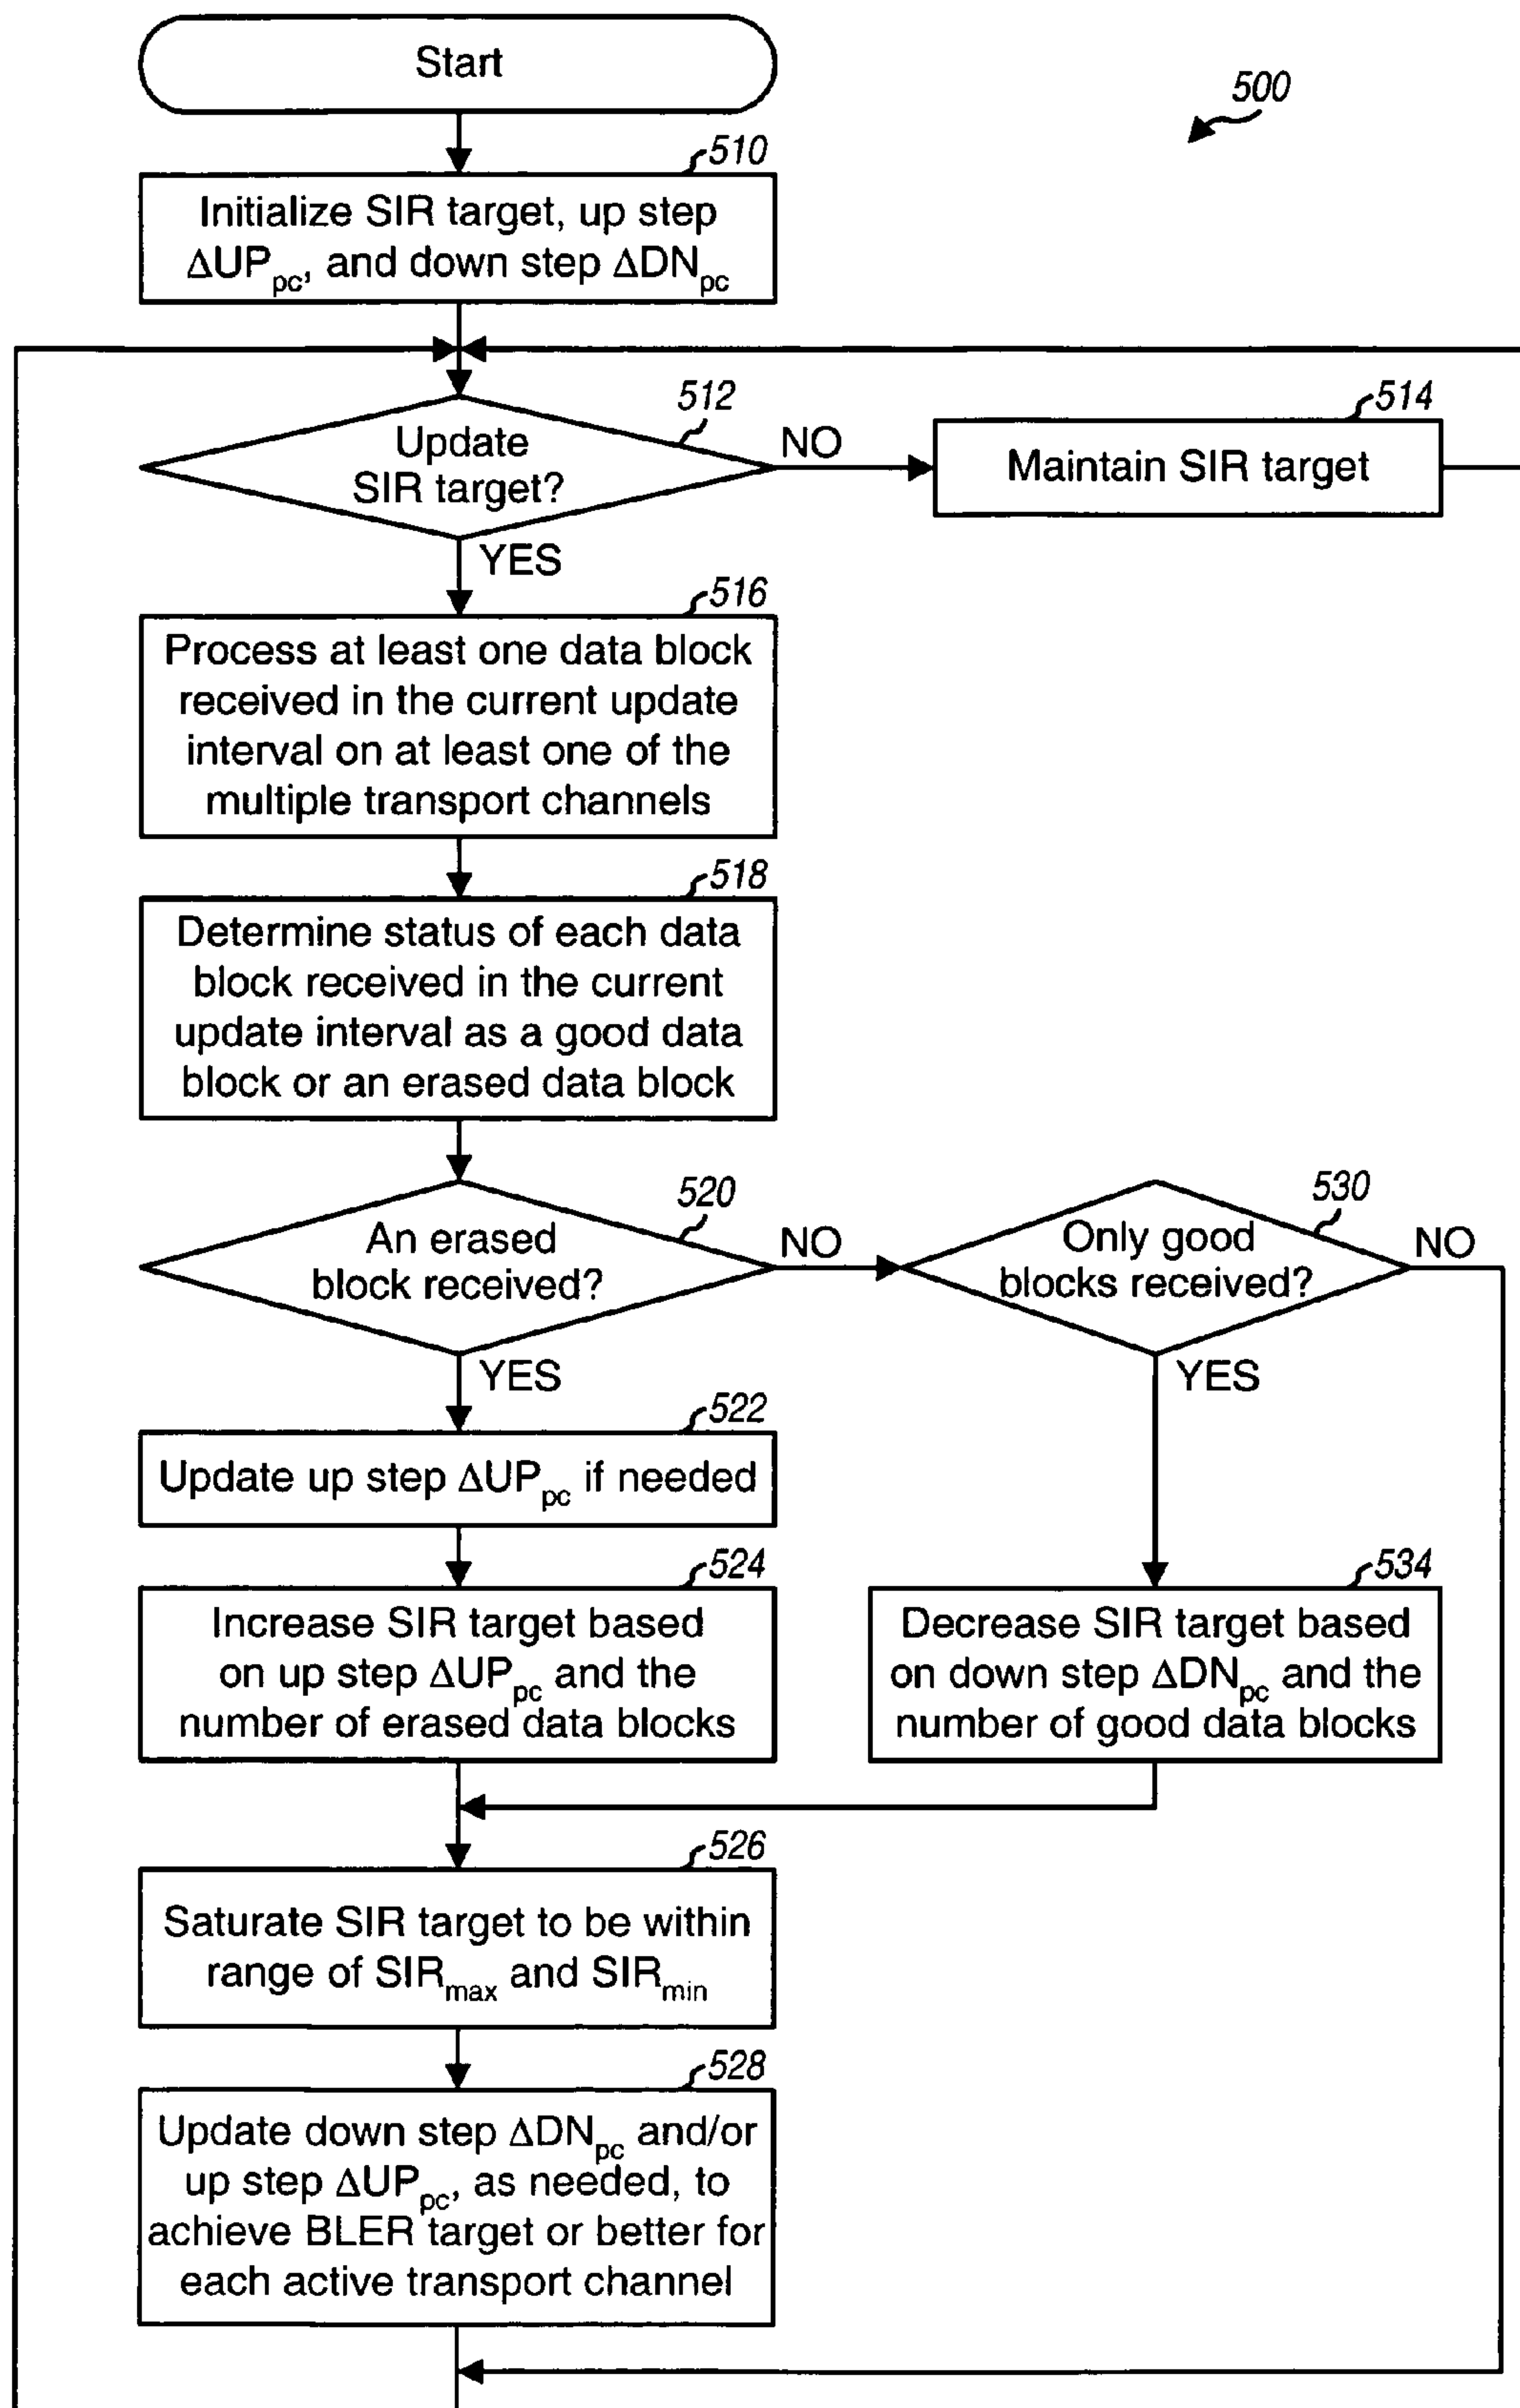 Start
500
510
Initialize SIR target, up step
ΔUPpc, and down step ΔDNpc
512
Update
SIR target?
NO
514
Maintain SIR target
YES
516
Process at least one data block
received in the current update
interval on at least one of the
multiple transport channels
518
Determine status of each data
block received in the current
update interval as a good data
block or an erased data block
520
An erased
block received?
NO
530
Only good
blocks received?
NO
YES
YES
522
Update up step ΔUPpc if needed
524
Increase SIR target based
on up step ΔUPpc and the
number of erased data blocks
534
Decrease SIR target based
on down step ΔDNpc and the
number of good data blocks
526
Saturate SIR target to be within
range of SIRmax and SIRmin
528
Update down step ΔDNpc and/or
up step ΔUPpc, as needed, to
achieve BLER target or better for
each active transport channel